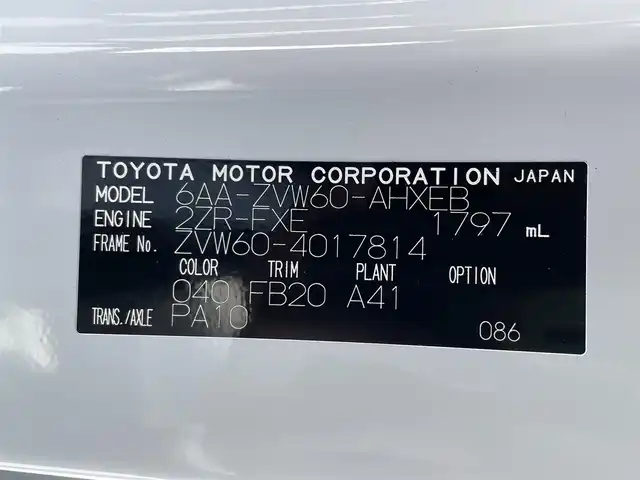 TOYOTA MOTOR CORPORATION JAPAN
MODEL 6AA-ZVW60-AHXEB
ENGINE 2ZR-FXE 1797 mL
FRAME No. ZVW60-4017814
COLOR TRIM PLANT OPTION
040 FB20 A41
TRANS./AXLE PA10
086